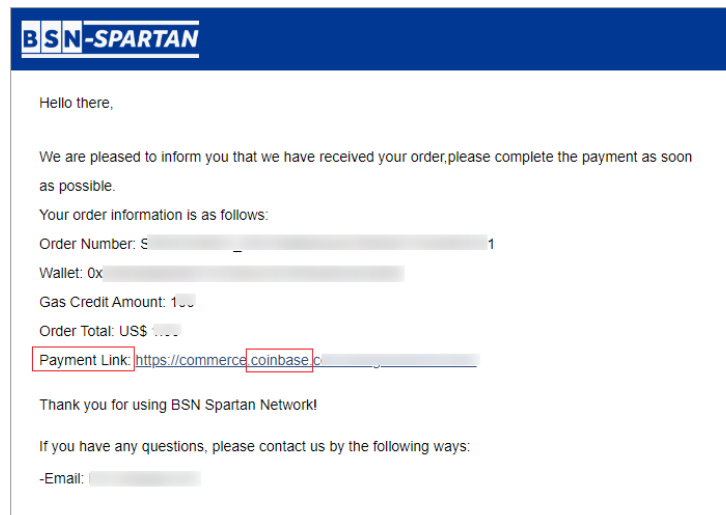 BSN-SPARTAN
Hello there,
We are pleased to inform you that we have received your order,please complete the payment as soon
as possible.
Your order information is as follows:
Order Number: S
Wallet: 0x
Gas Credit Amount:
Order Total: US$
Payment Link: https://commerce.coinbase.c
Thank you for using BSN Spartan Network!
If you have any questions, please contact us by the following ways:
-Email: